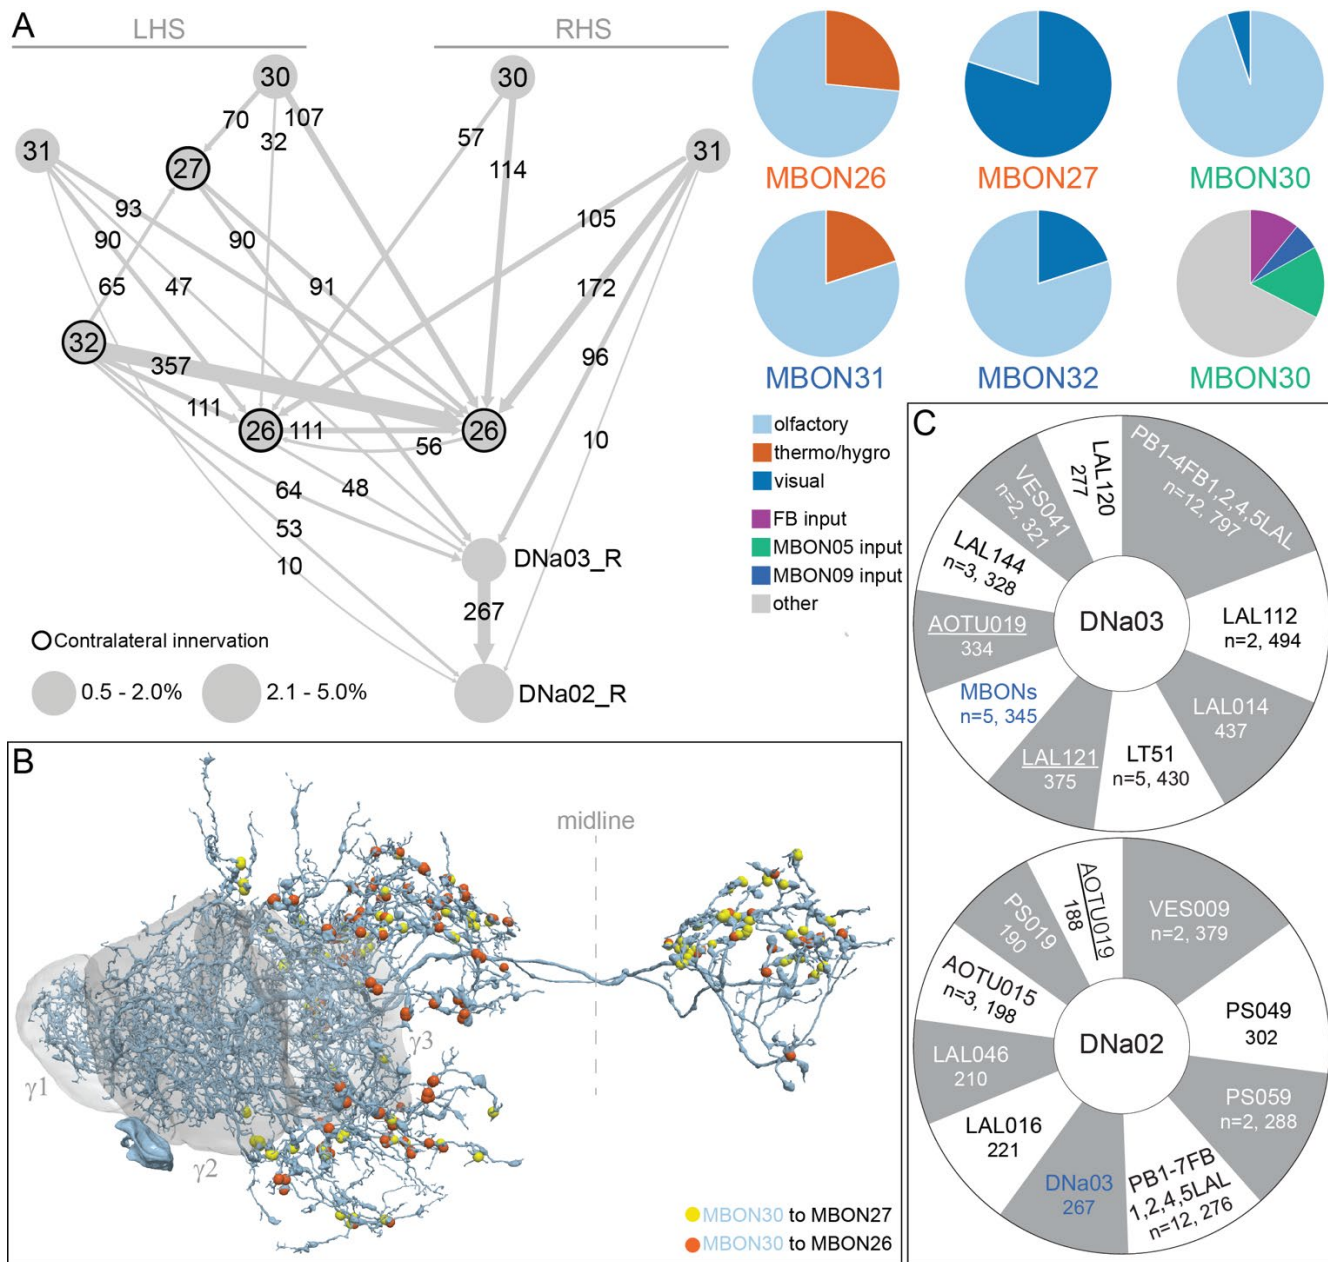 A
LHS
RHS
30
30
70
107
32
57
114
31
31
27
93
105
90
90
65
47
91
172
32
357
96
111
26
111
56
26
10
64
48
53
10
DNa03_R
267
DNa02_R
Contralateral innervation
0.5 - 2.0%
2.1 - 5.0%
MBON26
MBON27
MBON30
MBON31
MBON32
MBON30
olfactory
thermo/hygro
visual
FB input
MBON05 input
MBON09 input
other
B
midline
γ1
γ2
γ3
MBON30 to MBON27
MBON30 to MBON26
C
DNa03
PB1-4FB1,2,4,5LAL
n=12, 797
LAL112
n=2, 494
LAL014
437
LT51
n=5, 430
LAL121
375
MBONs
n=5, 345
AOTU019
334
LAL144
n=3, 328
VES041
n=2, 321
LAL120
277
DNa02
VES009
n=2, 379
PS049
302
PS059
n=2, 288
PB1-7FB
1,2,4,5LAL
n=12, 276
DNa03
267
LAL016
221
LAL046
210
AOTU015
n=3, 198
PS019
190
AOTU019
188